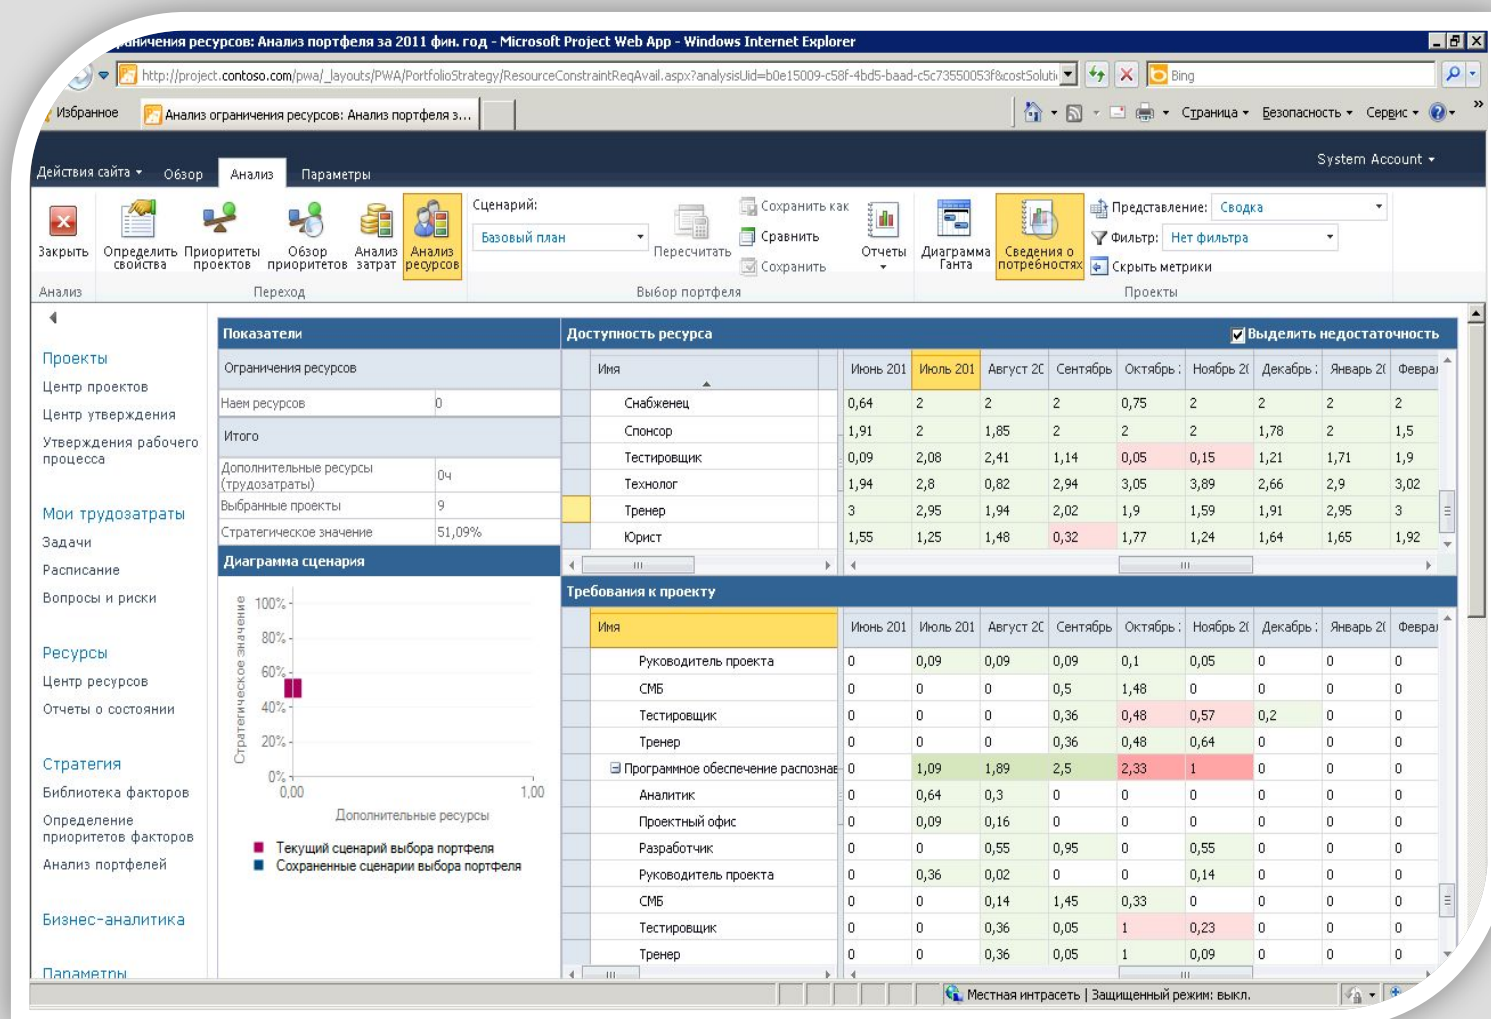 раничения ресурсов: Анализ портфеля за 2011 фин. год - Microsoft Project Web App - Windows Internet Explorer
http://project.contoso.com/pwa/_layouts/PWA/PortfolioStrategy/ResourceConstraintReqAvail.aspx?analysisUid=b0e15009-c58f-4bd5-baad-c5c73550053f&costSoluti
Bing
Избранное
Анализ ограничения ресурсов: Анализ портфеля з...
Страница
Безопасность
Сервис
»
System Account
Действия сайта
Обзор
Анализ
Параметры
Закрыть
Определить свойства
Приоритеты проектов
Обзор приоритетов
Анализ затрат
Анализ ресурсов
Сценарий:
Базовый план
Пересчитать
Сохранить как
Сравнить
Сохранить
Отчеты
Диаграмма Ганта
Сведения о потребностях
Представление: Сводка
Фильтр: Нет фильтра
Скрыть метрики
Анализ
Переход
Выбор портфеля
Проекты
Проекты
Центр проектов
Центр утверждения
Утверждения рабочего
процесса
Мои трудозатраты
Задачи
Расписание
Вопросы и риски
Ресурсы
Центр ресурсов
Отчеты о состоянии
Стратегия
Библиотека факторов
Определение
приоритетов факторов
Анализ портфелей
Бизнес-аналитика
Параметры
Показатели
Ограничения ресурсов
Наем ресурсов 0
Итого
Дополнительные ресурсы
(трудозатраты) 0ч
Выбранные проекты 9
Стратегическое значение 51,09%
Диаграмма сценария
Стратегическое значение
100%
80%
60%
40%
20%
0%
0,00 1,00
Дополнительные ресурсы
Текущий сценарий выбора портфеля
Сохраненные сценарии выбора портфеля
Доступность ресурса
Выделить недостаточность
Имя Июнь 201 Июль 201 Август 20 Сентябрь Октябрь : Ноябрь 20 Декабрь : Январь 20 Феврал
Снабженец 0,64 2 2 2 0,75 2 2 2 2
Спонсор 1,91 2 1,85 2 2 2 1,78 2 1,5
Тестировщик 0,09 2,08 2,41 1,14 0,05 0,15 1,21 1,71 1,9
Технолог 1,94 2,8 0,82 2,94 3,05 3,89 2,66 2,9 3,02
Тренер 3 2,95 1,94 2,02 1,9 1,59 1,91 2,95 3
Юрист 1,55 1,25 1,48 0,32 1,77 1,24 1,64 1,65 1,92
Требования к проекту
Имя Июнь 201 Июль 201 Август 20 Сентябрь Октябрь : Ноябрь 20 Декабрь : Январь 20 Феврал
Руководитель проекта 0 0,09 0,09 0,09 0,1 0,05 0 0 0
СМБ 0 0 0 0,5 1,48 0 0 0 0
Тестировщик 0 0 0 0,36 0,48 0,57 0,2 0 0
Тренер 0 0 0 0,36 0,48 0,64 0 0 0
Программное обеспечение распознав 0 1,09 1,89 2,5 2,33 1 0 0 0
Аналитик 0 0,64 0,3 0 0 0 0 0 0
Проектный офис 0 0,09 0,16 0 0 0 0 0 0
Разработчик 0 0 0,55 0,95 0 0,55 0 0 0
Руководитель проекта 0 0,36 0,02 0 0 0,14 0 0 0
СМБ 0 0 0,14 1,45 0,33 0 0 0 0
Тестировщик 0 0 0,36 0,05 1 0,23 0 0 0
Тренер 0 0 0,36 0,05 1 0,09 0 0 0
Местная интрасеть | Защищенный режим: выкл.